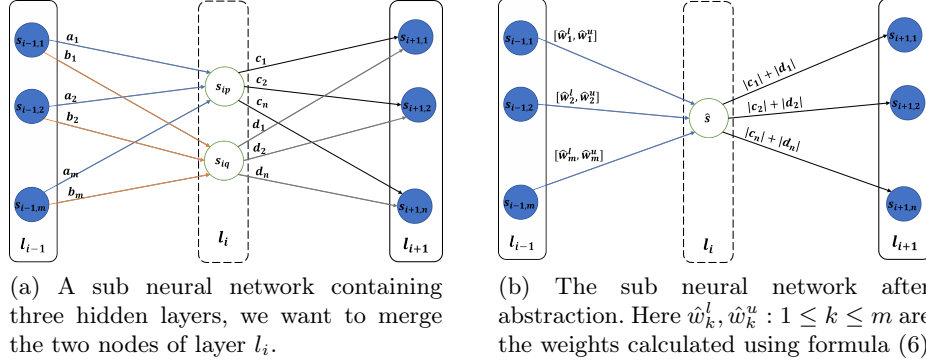 s_{i-1,1}
s_{i-1,2}
s_{i-1,m}
l_{i-1}
a_1
b_1
a_2
b_2
a_m
b_m
s_{ip}
s_{iq}
l_i
c_1
c_2
c_n
d_1
d_2
d_n
s_{i+1,1}
s_{i+1,2}
s_{i+1,n}
l_{i+1}
(a) A sub neural network containing
three hidden layers, we want to merge
the two nodes of layer l_i.
s_{i-1,1}
s_{i-1,2}
s_{i-1,m}
l_{i-1}
[ŵ_1^l, ŵ_1^u]
[ŵ_2^l, ŵ_2^u]
[ŵ_m^l, ŵ_m^u]
ŝ
l_i
|c_1| + |d_1|
|c_2| + |d_2|
|c_n| + |d_n|
s_{i+1,1}
s_{i+1,2}
s_{i+1,n}
l_{i+1}
(b) The sub neural network after
abstraction. Here ŵ_k^l, ŵ_k^u : 1 ≤ k ≤ m are
the weights calculated using formula (6)